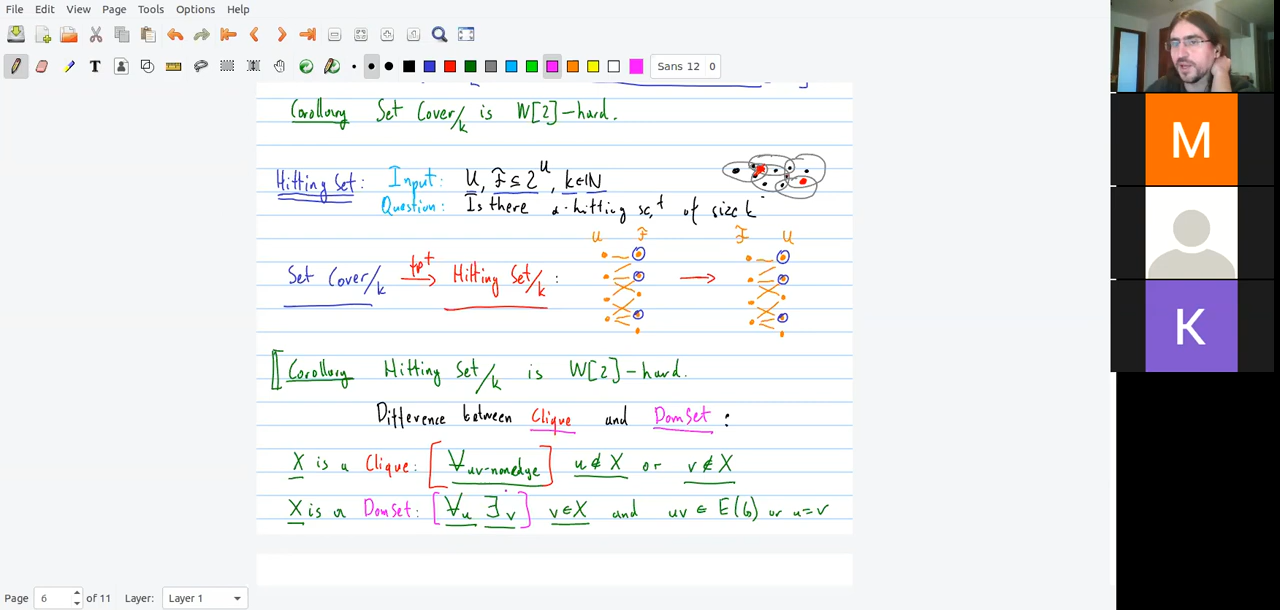 File Edit View Page Tools Options Help
T Sans 12 0
Corollary Set Cover/k is W[2]-hard.
Hitting Set: Input: U, F ⊆ 2^U, k∈ℕ
Question: Is there a hitting set of size k
U F F U
Set Cover/k fpt → Hitting Set/k :
Corollary Hitting Set/k is W[2]-hard.
Difference between Clique and DomSet :
X is a Clique: [∀uv-nonedge] u ∉ X or v ∉ X
X is a DomSet: [∀u ∃v] v∈X and uv ∈ E(G) or u=v
Page 6 of 11 Layer: Layer 1
M
K